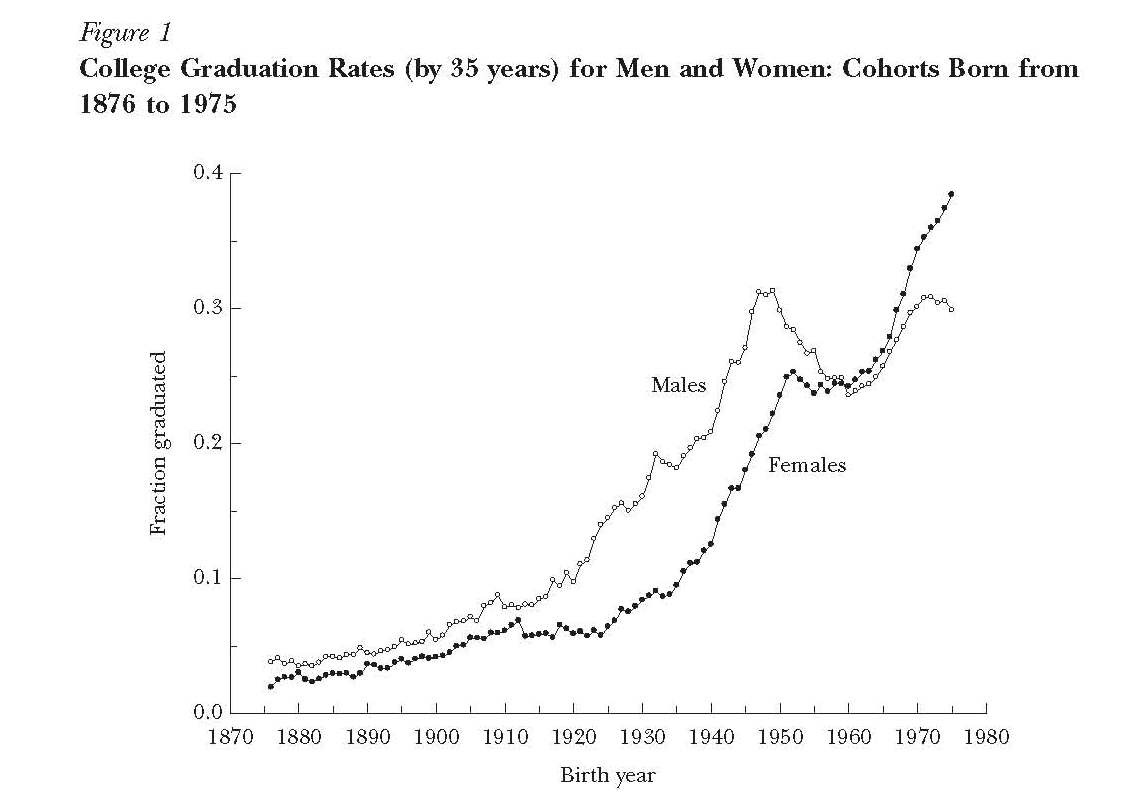 Figure 1
College Graduation Rates (by 35 years) for Men and Women: Cohorts Born from
1876 to 1975
0.4
0.3
Males
0.2
Females
0.1
0.0
Fraction graduated
1870 1880 1890 1900 1910 1920 1930 1940 1950 1960 1970 1980
Birth year